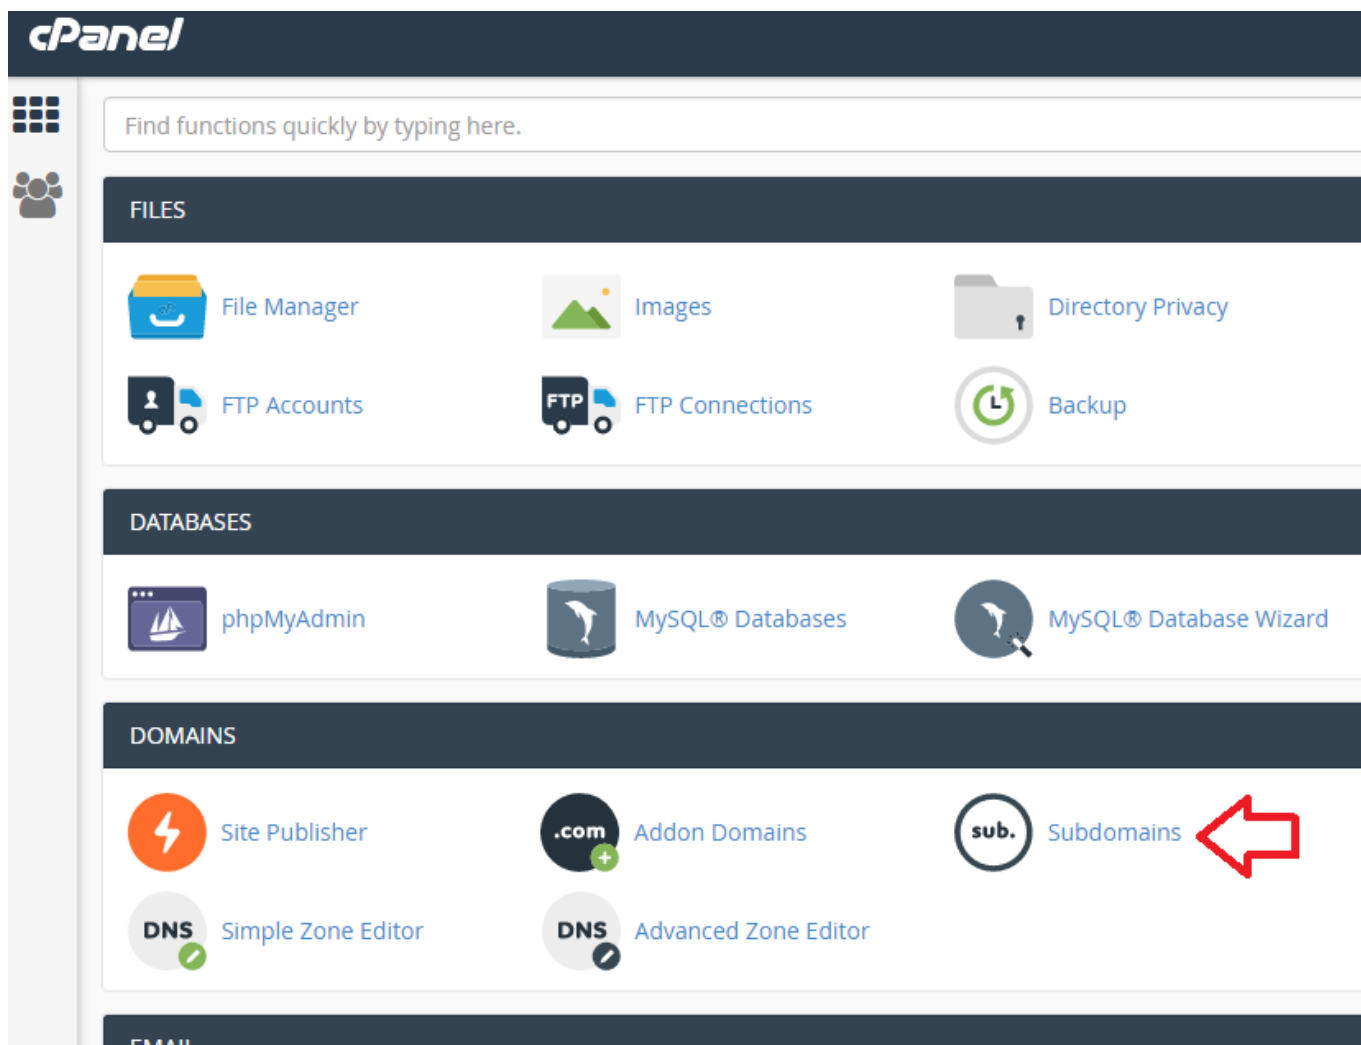 cPanel
Find functions quickly by typing here.
FILES
File Manager
Images
Directory Privacy
FTP Accounts
FTP
FTP Connections
Backup
DATABASES
phpMyAdmin
MySQL® Databases
MySQL® Database Wizard
DOMAINS
Site Publisher
.com
Addon Domains
sub.
Subdomains
DNS
Simple Zone Editor
DNS
Advanced Zone Editor
EMAIL